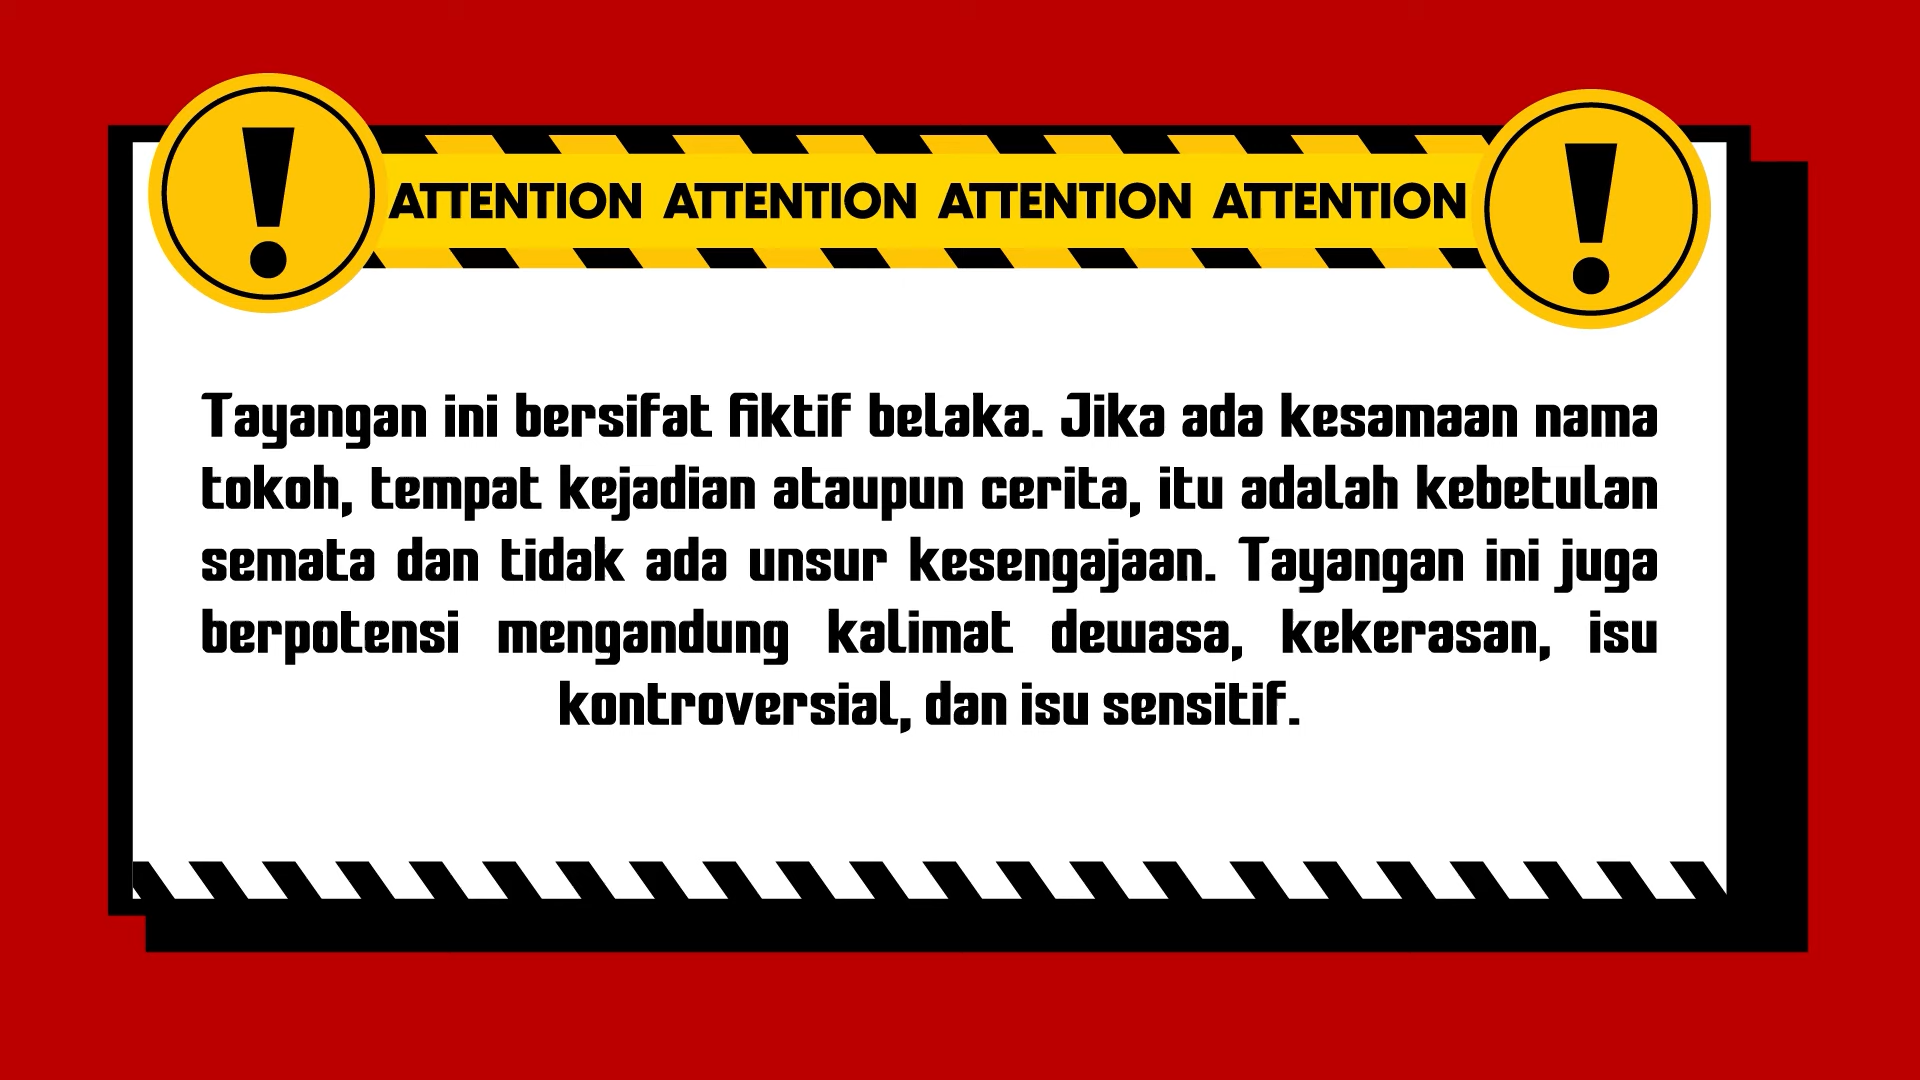 ATTENTION ATTENTION ATTENTION ATTENTION
Tayangan ini bersifat fiktif belaka. Jika ada kesamaan nama
tokoh, tempat kejadian ataupun cerita, itu adalah kebetulan
semata dan tidak ada unsur kesengajaan. Tayangan ini juga
berpotensi mengandung kalimat dewasa, kekerasan, isu
kontroversial, dan isu sensitif.